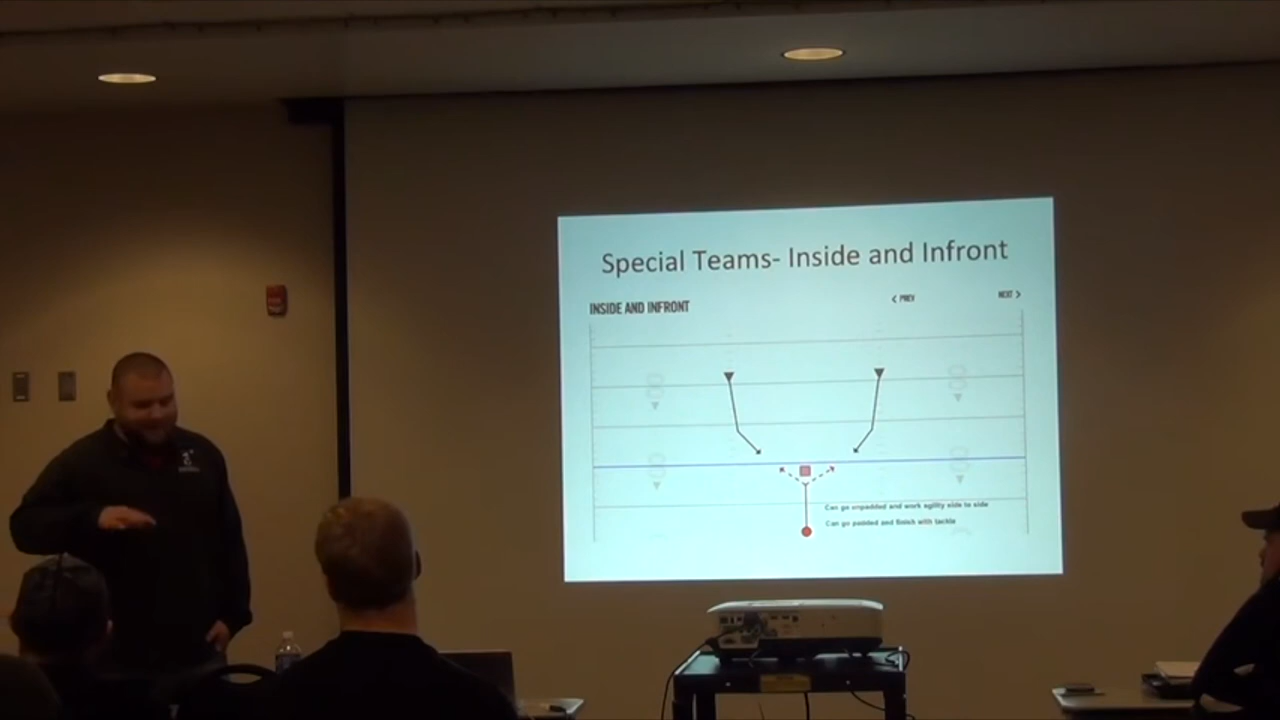 Special Teams- Inside and Infront
INSIDE AND INFRONT
< PREV
NEXT >
Can go unpadded and work agility side to side
Can go padded and finish with tackle